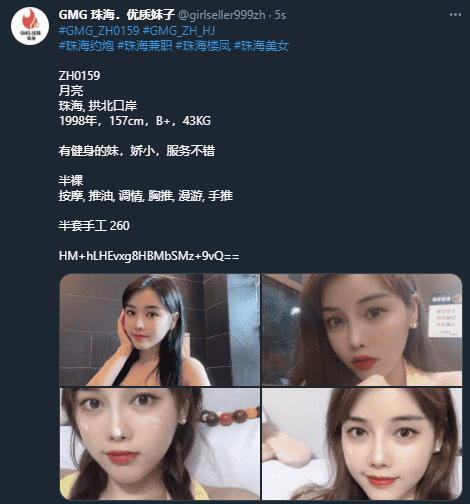 GMG 珠海．优质妹子 @girlseller999zh · 5s
#GMG_ZH0159 #GMG_ZH_HJ
#珠海约炮 #珠海兼职 #珠海楼凤 #珠海美女
ZH0159
月亮
珠海, 拱北口岸
1998年，157cm，B+，43KG
有健身的妹，娇小，服务不错
半裸
按摩, 推油, 调情, 胸推, 漫游, 手推
半套手工 260
HM+hLHEvxg8HBMbSMz+9vQ==